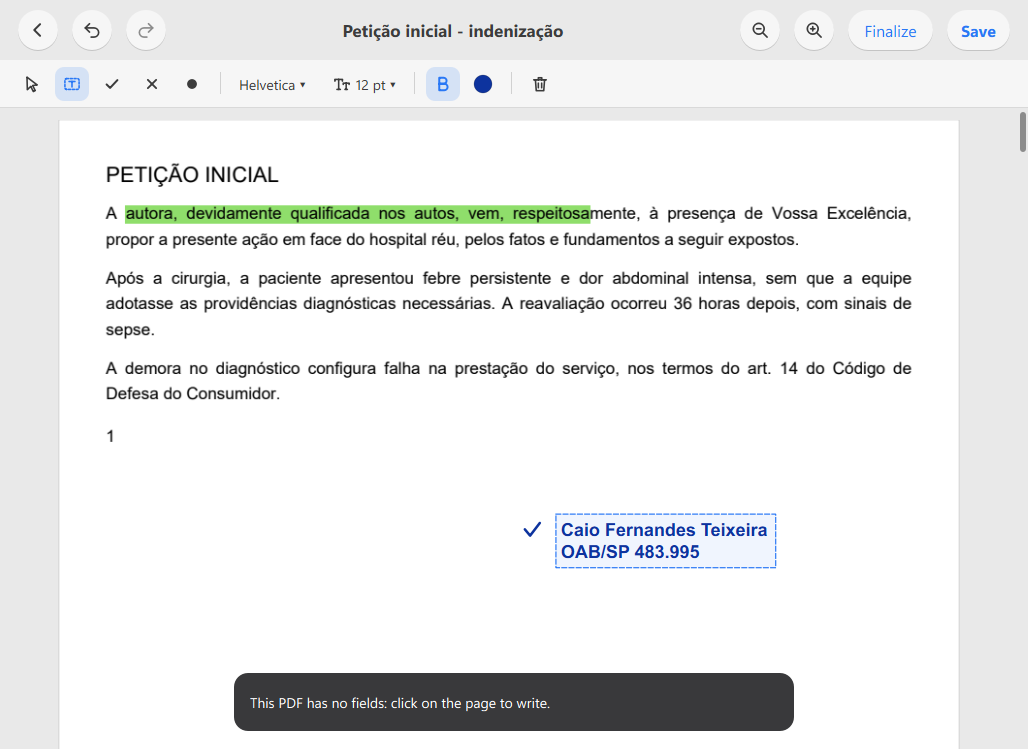 Petição inicial - indenização
Finalize
Save
Helvetica
12 pt
B
PETIÇÃO INICIAL
A autora, devidamente qualificada nos autos, vem, respeitosamente, à presença de Vossa Excelência,
propor a presente ação em face do hospital réu, pelos fatos e fundamentos a seguir expostos.
Após a cirurgia, a paciente apresentou febre persistente e dor abdominal intensa, sem que a equipe
adotasse as providências diagnósticas necessárias. A reavaliação ocorreu 36 horas depois, com sinais de
sepse.
A demora no diagnóstico configura falha na prestação do serviço, nos termos do art. 14 do Código de
Defesa do Consumidor.
1
Caio Fernandes Teixeira
OAB/SP 483.995
This PDF has no fields: click on the page to write.